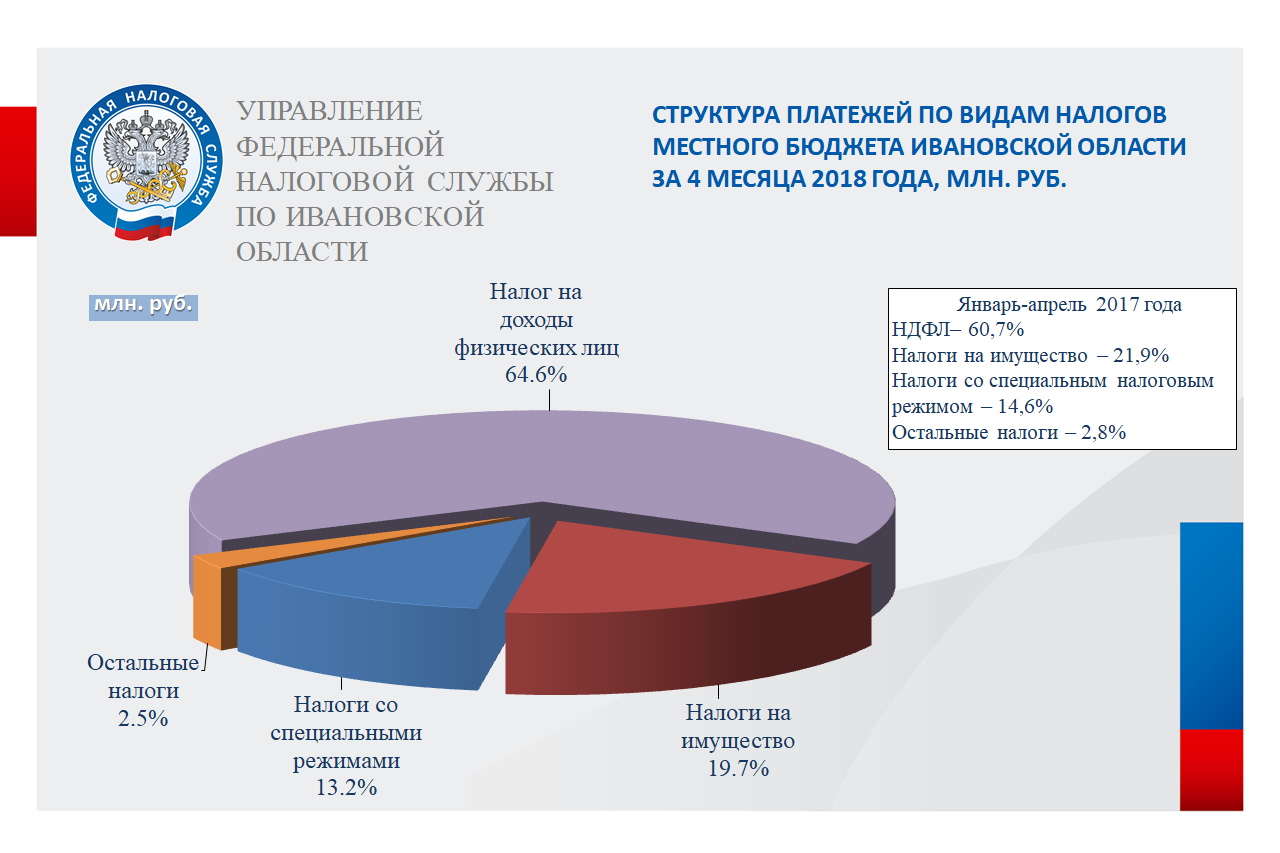 ФЕДЕРАЛЬНАЯ НАЛОГОВАЯ СЛУЖБА
УПРАВЛЕНИЕ
ФЕДЕРАЛЬНОЙ
НАЛОГОВОЙ СЛУЖБЫ
ПО ИВАНОВСКОЙ
ОБЛАСТИ
СТРУКТУРА ПЛАТЕЖЕЙ ПО ВИДАМ НАЛОГОВ
МЕСТНОГО БЮДЖЕТА ИВАНОВСКОЙ ОБЛАСТИ
ЗА 4 МЕСЯЦА 2018 ГОДА, МЛН. РУБ.
млн. руб.
Налог на
доходы
физических лиц
64.6%
Январь-апрель 2017 года
НДФЛ– 60,7%
Налоги на имущество – 21,9%
Налоги со специальным налоговым
режимом – 14,6%
Остальные налоги – 2,8%
Остальные
налоги
2.5%
Налоги со
специальными
режимами
13.2%
Налоги на
имущество
19.7%